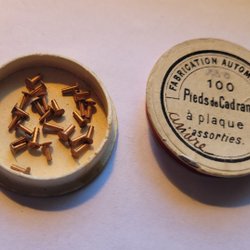 FABRICATION AUTOM
100
Pieds de Cadran
à plaque
assorties.
cuivre